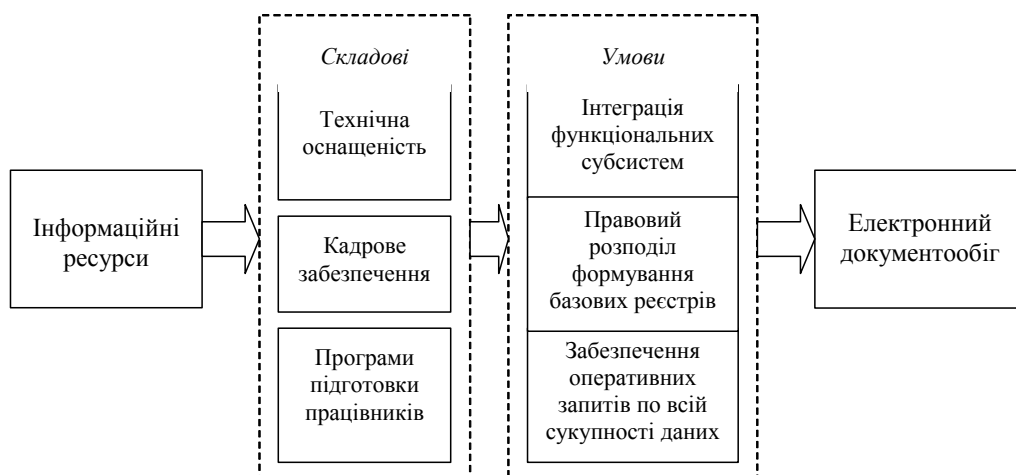 Інформаційні
ресурси
Складові
Технічна
оснащеність
Кадрове
забезпечення
Програми
підготовки
працівників
Умови
Інтеграція
функціональних
субсистем
Правовий
розподіл
формування
базових реєстрів
Забезпечення
оперативних
запитів по всій
сукупності даних
Електронний
документообіг